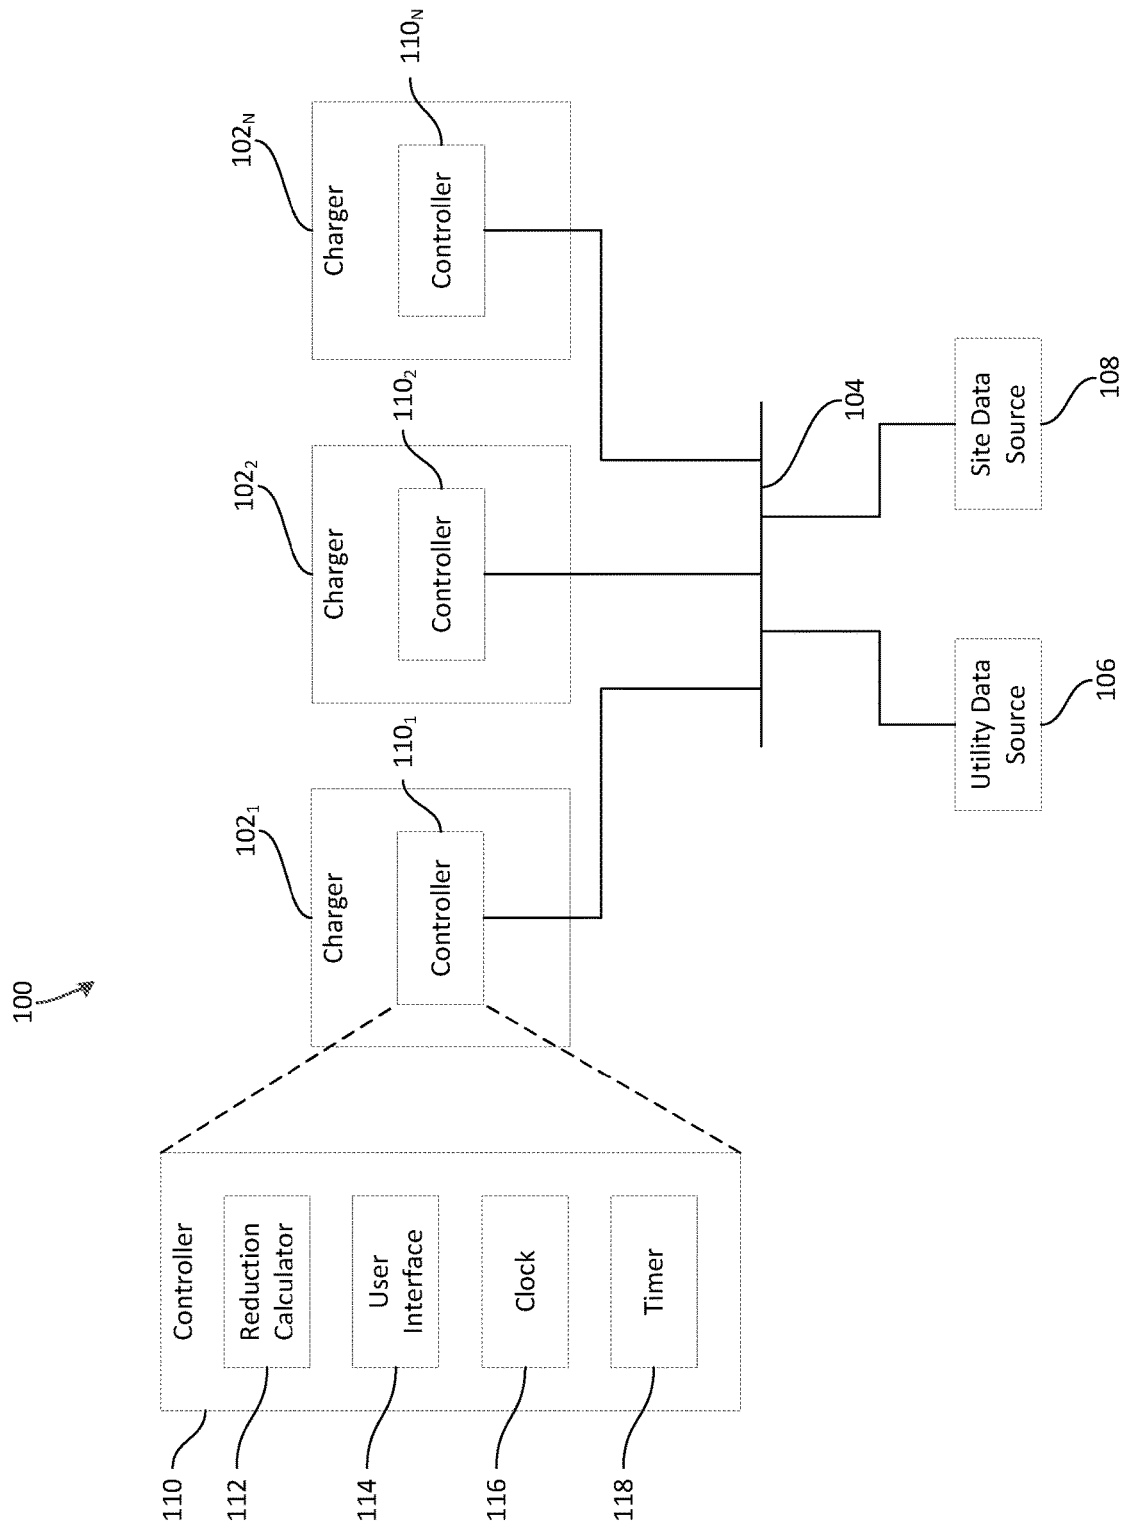 100
110
Controller
112
Reduction
Calculator
114
User
Interface
116
Clock
118
Timer
102₁
Charger
110₁
Controller
102₂
Charger
110₂
Controller
102N
Charger
110N
Controller
104
Utility Data
Source
106
Site Data
Source
108